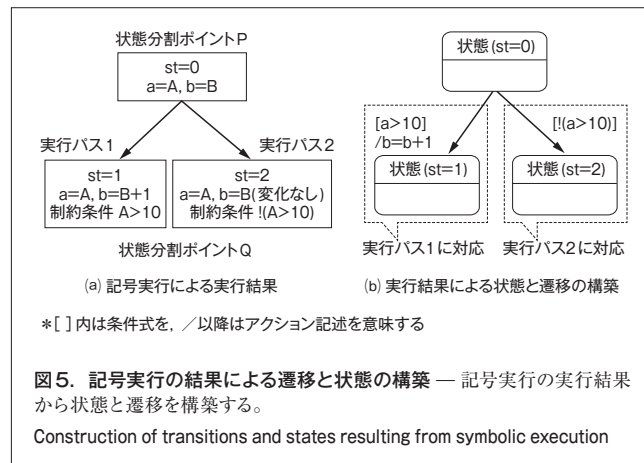 状態分割ポイントP
st=0
a=A, b=B
実行パス1
実行パス2
st=1
a=A, b=B+1
制約条件 A>10
st=2
a=A, b=B(変化なし)
制約条件 !(A>10)
状態分割ポイントQ
(a) 記号実行による実行結果
状態(st=0)
[a>10]
/b=b+1
[!(a>10)]
状態(st=1)
状態(st=2)
実行パス1に対応
実行パス2に対応
(b) 実行結果による状態と遷移の構築
*[ ]内は条件式を，／以降はアクション記述を意味する
図5．記号実行の結果による遷移と状態の構築 — 記号実行の実行結果
から状態と遷移を構築する。
Construction of transitions and states resulting from symbolic execution